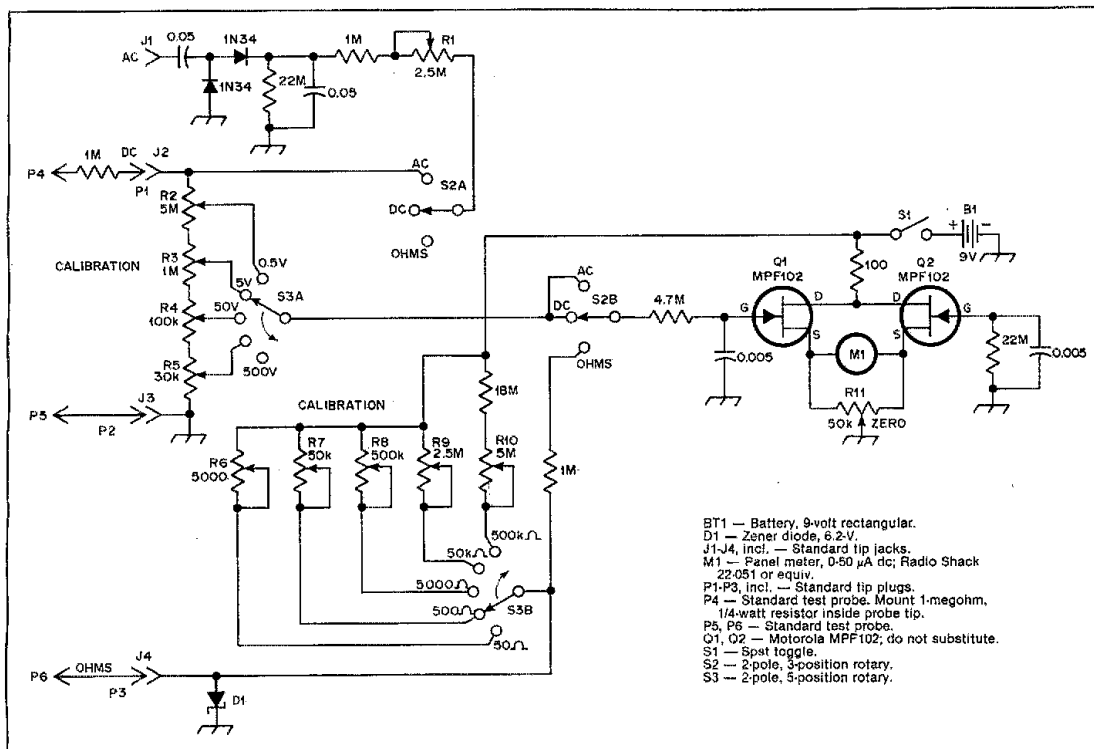 J1
0.05
1N34
1M
R1
AC
2.5M
1N34
22M
0.05
1M
DC
J2
P4
P1
AC
S2A
R2
5M
DC
S1
B1
+
-
9V
OHMS
CALIBRATION
R3
1M
0.5V
5V
S3A
50V
R4
100k
500V
R5
30k
AC
S2B
DC
4.7M
OHMS
Q1
MPF102
100
Q2
MPF102
G
D
D
G
S
S
0.005
M1
22M
0.005
R11
50k
ZERO
J3
P5
P2
CALIBRATION
18M
R6
5000
R7
50k
R8
500k
R9
2.5M
R10
5M
1M
500kΩ
50kΩ
5000Ω
500Ω
S3B
50Ω
OHMS
J4
P6
P3
D1
BT1 — Battery, 9-volt rectangular.
D1 — Zener diode, 6.2-V.
J1-J4, incl. — Standard tip jacks.
M1 — Panel meter, 0-50 µA dc; Radio Shack
22-051 or equiv.
P1-P3, incl. — Standard tip plugs.
P4 — Standard test probe. Mount 1-megohm,
1/4-watt resistor inside probe tip.
P5, P6 — Standard test probe.
Q1, Q2 — Motorola MPF102; do not substitute.
S1 — Spst toggle.
S2 — 2-pole, 3-position rotary.
S3 — 2-pole, 5-position rotary.